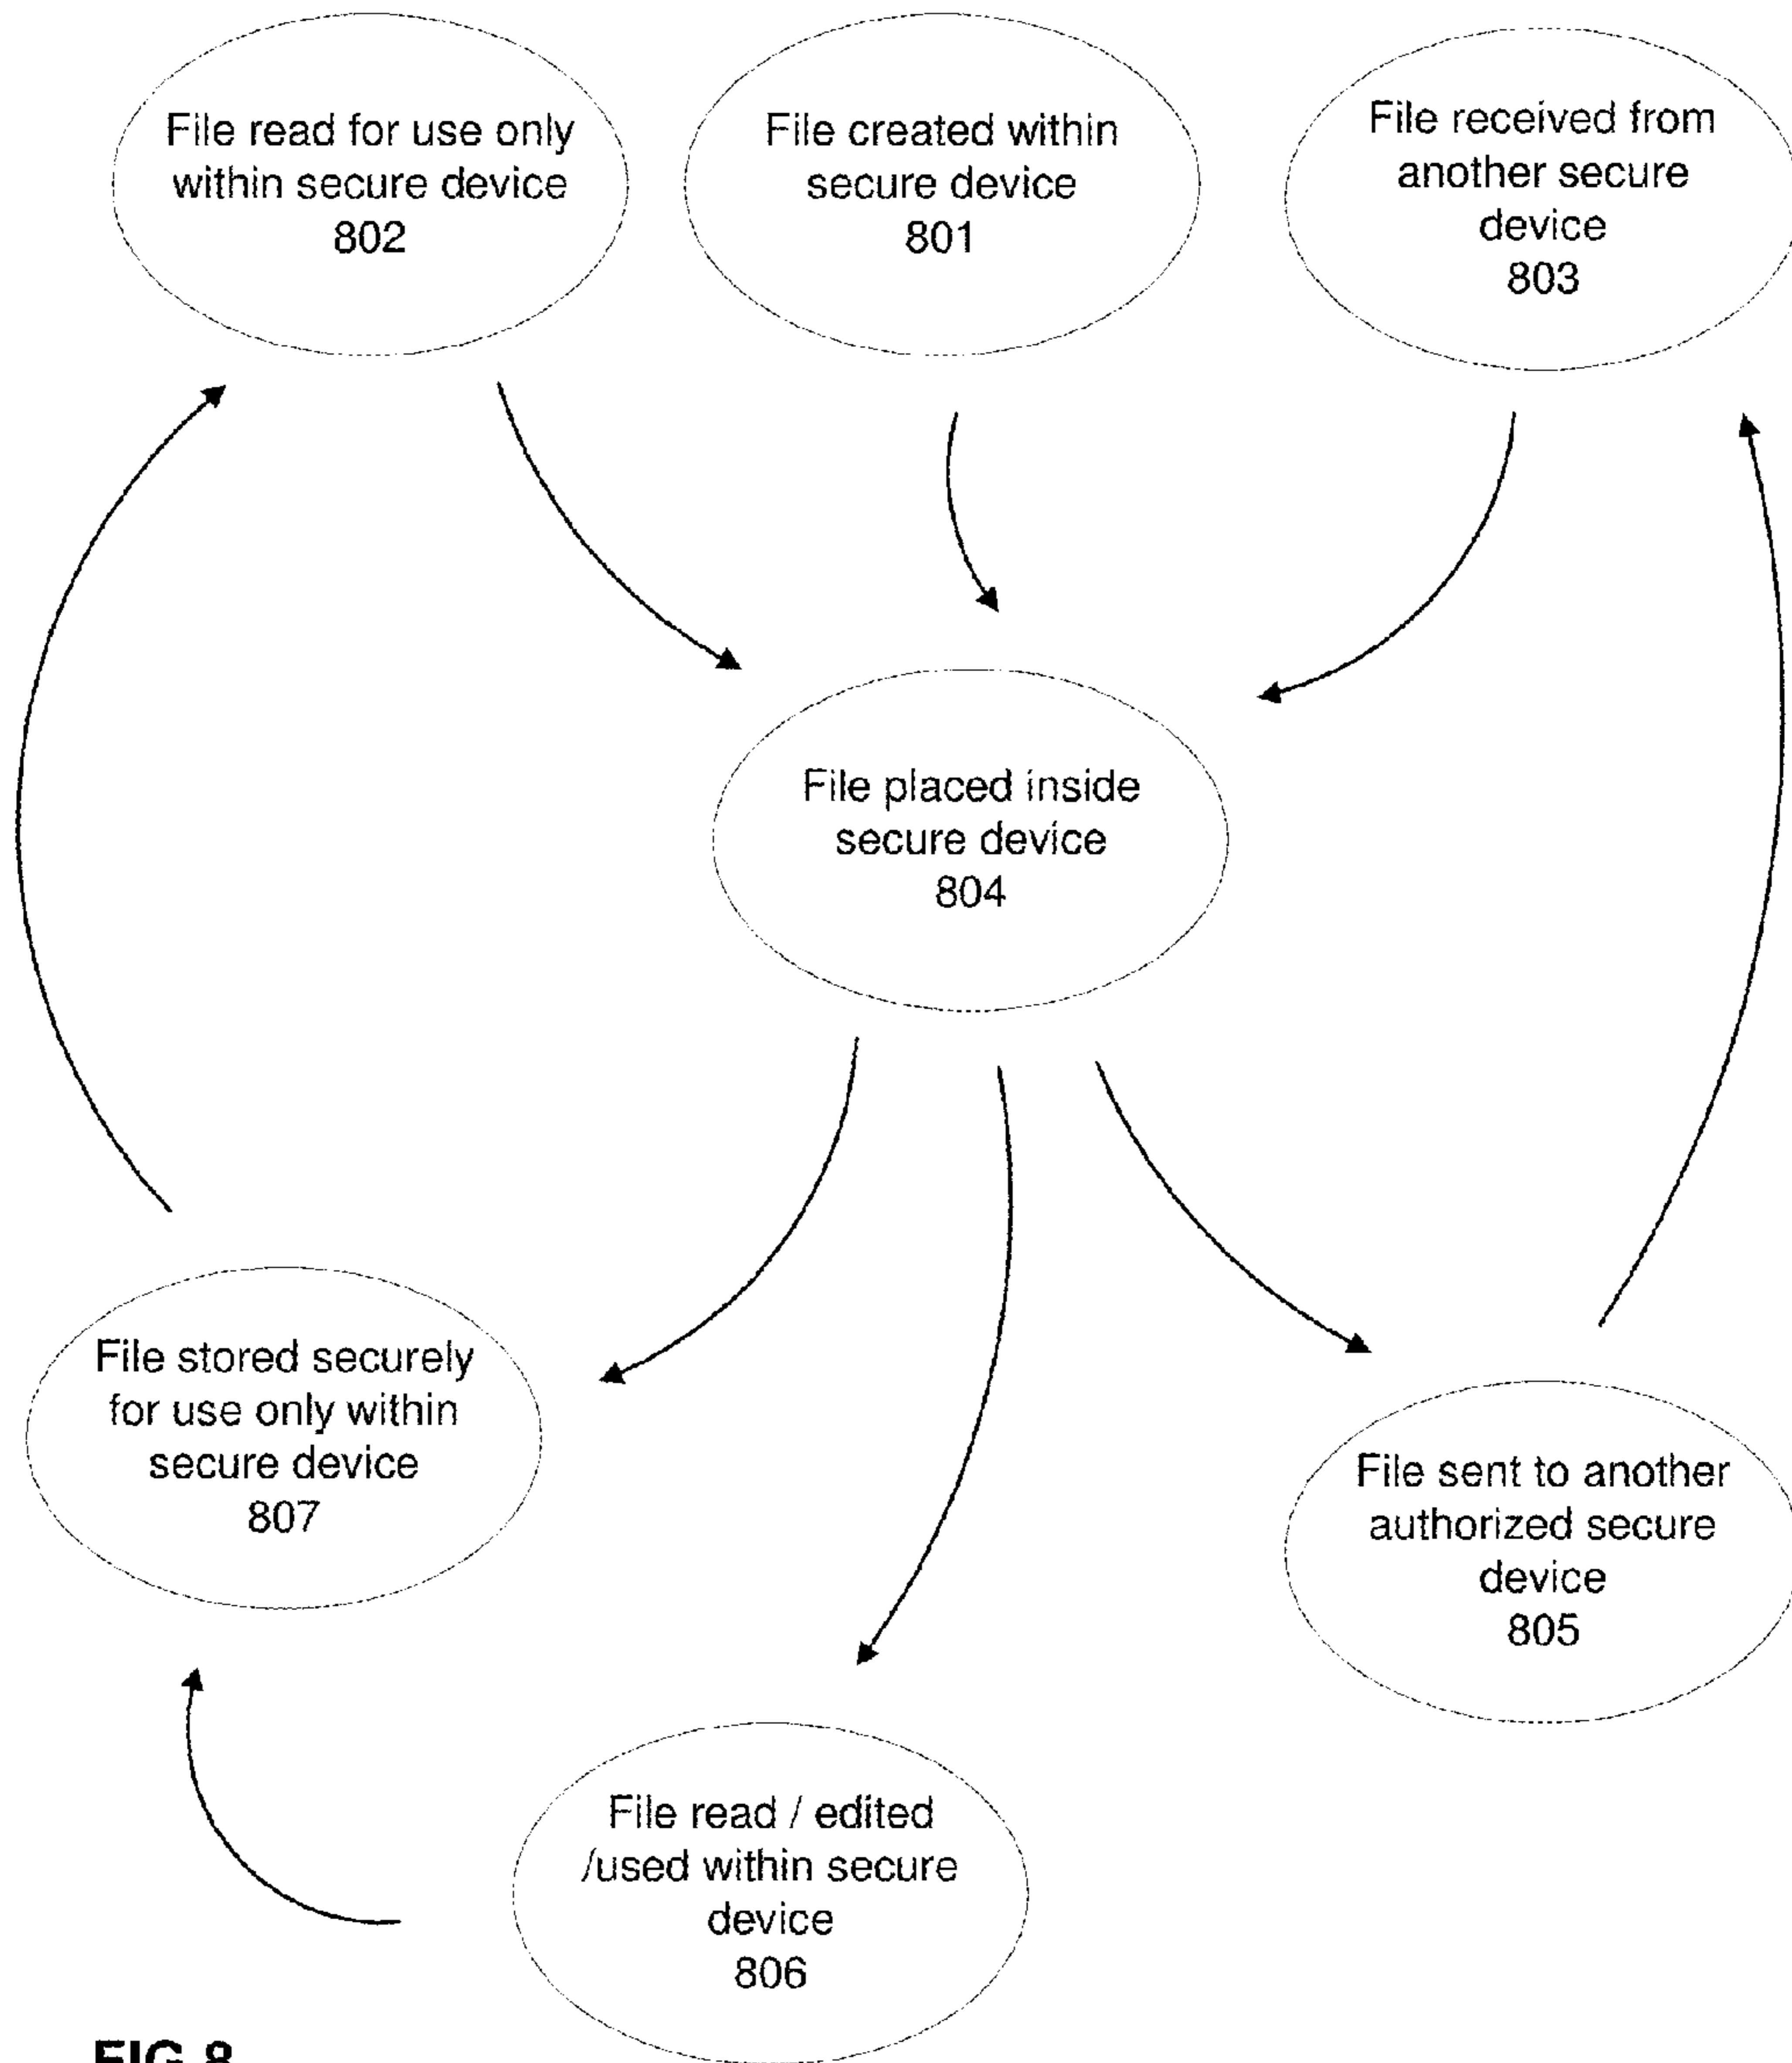 File read for use only
within secure device
802
File created within
secure device
801
File received from
another secure
device
803
File placed inside
secure device
804
File stored securely
for use only within
secure device
807
File sent to another
authorized secure
device
805
File read / edited
/used within secure
device
806
FIG 8